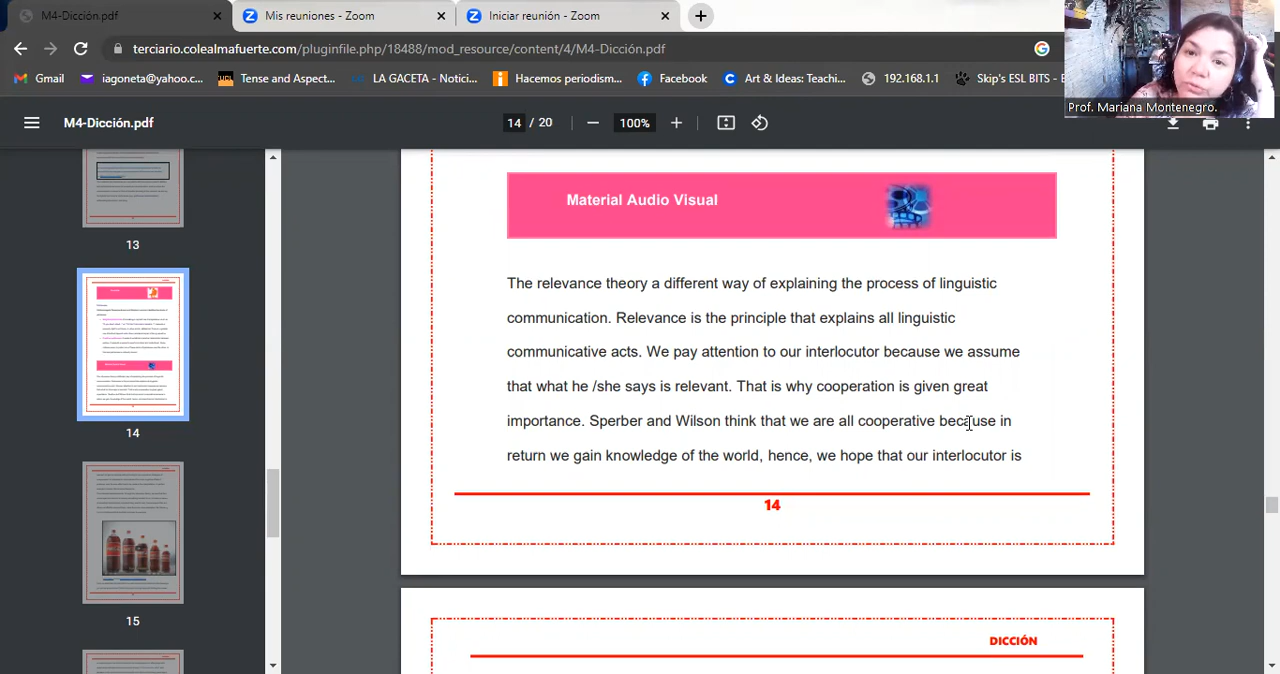 M4-Dicción.pdf
Mis reuniones - Zoom
Iniciar reunión - Zoom
terciario.colealmafuerte.com/pluginfile.php/18488/mod_resource/content/4/M4-Dicción.pdf
Gmail
iagoneta@yahoo.c...
Tense and Aspect...
LA GACETA - Notici...
Hacemos periodism...
Facebook
Art & Ideas: Teachi...
192.168.1.1
Skip's ESL BITS - E
Prof. Mariana Montenegro.
M4-Dicción.pdf
14 / 20
100%
13
14
15
Material Audio Visual
The relevance theory a different way of explaining the process of linguistic
communication. Relevance is the principle that explains all linguistic
communicative acts. We pay attention to our interlocutor because we assume
that what he /she says is relevant. That is why cooperation is given great
importance. Sperber and Wilson think that we are all cooperative because in
return we gain knowledge of the world, hence, we hope that our interlocutor is
14
DICCIÓN